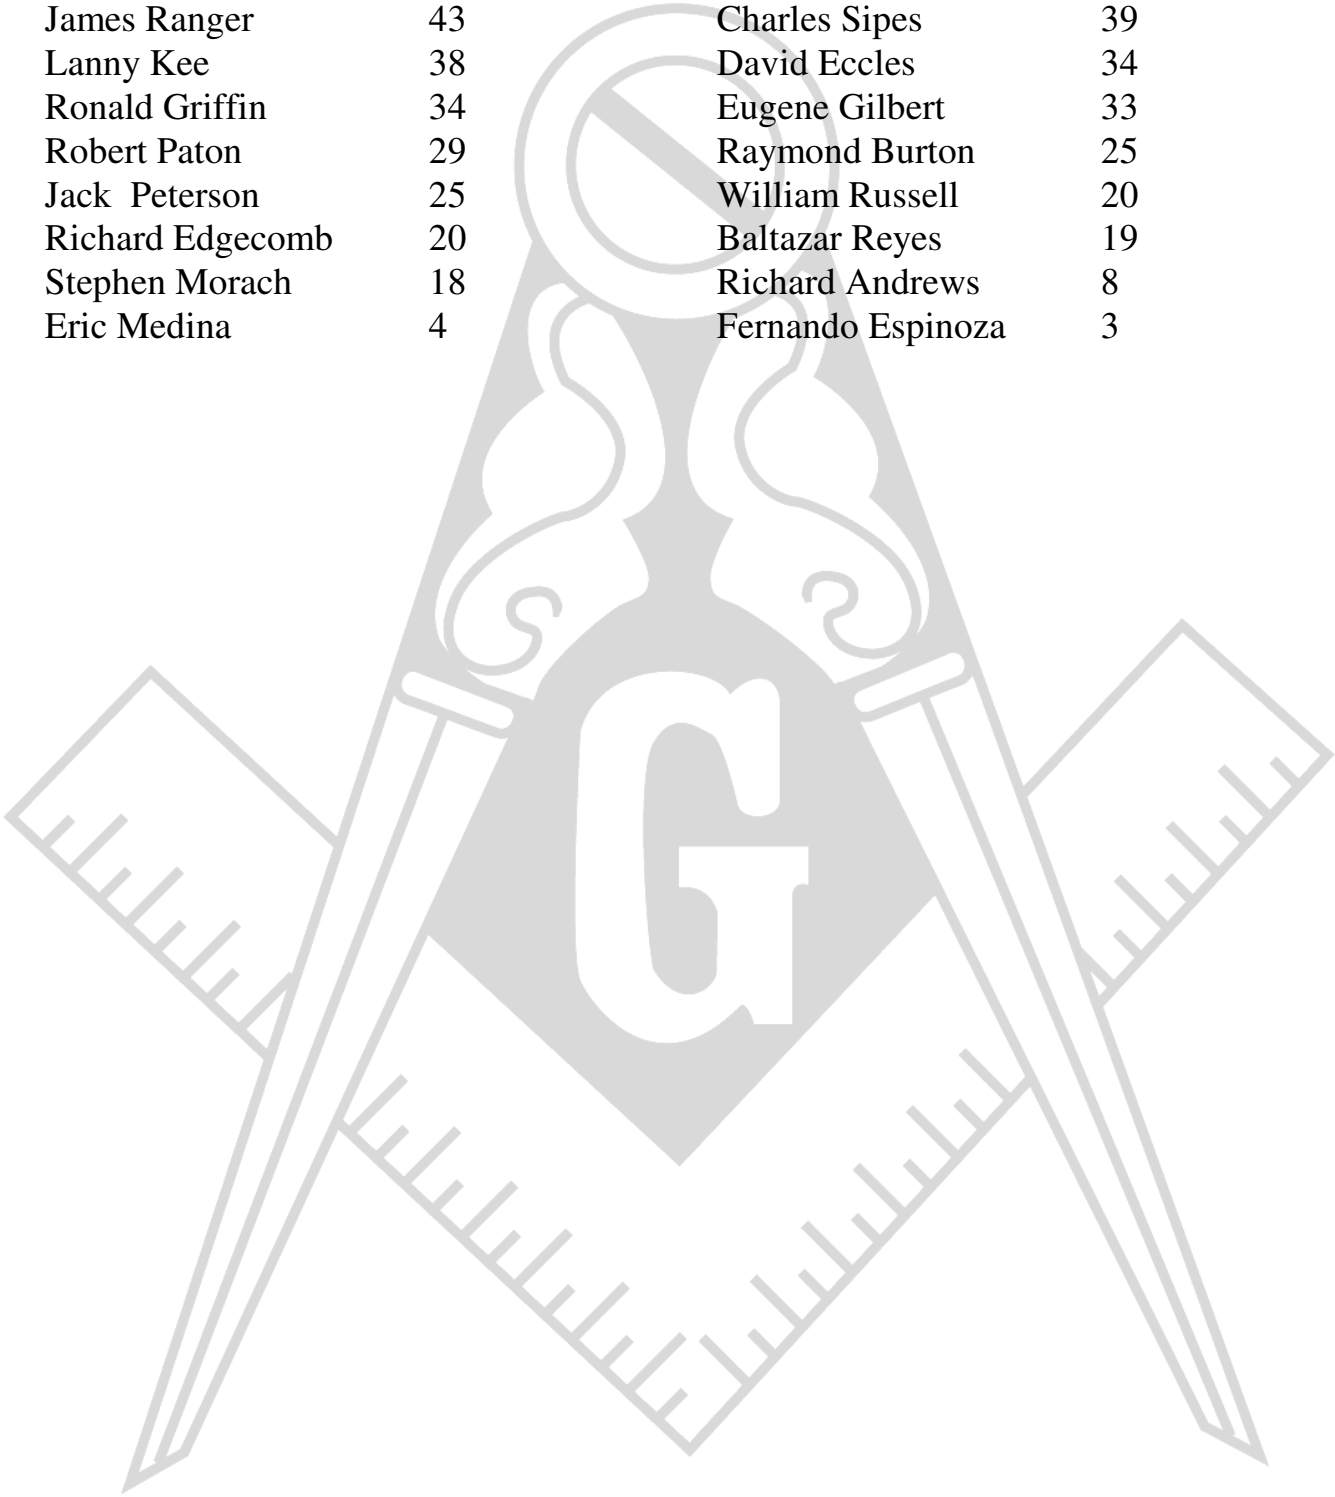 James Ranger 43 Charles Sipes 39
Lanny Kee 38 David Eccles 34
Ronald Griffin 34 Eugene Gilbert 33
Robert Paton 29 Raymond Burton 25
Jack  Peterson 25 William Russell 20
Richard Edgecomb 20 Baltazar Reyes 19
Stephen Morach 18 Richard Andrews 8
Eric Medina 4 Fernando Espinoza 3
G